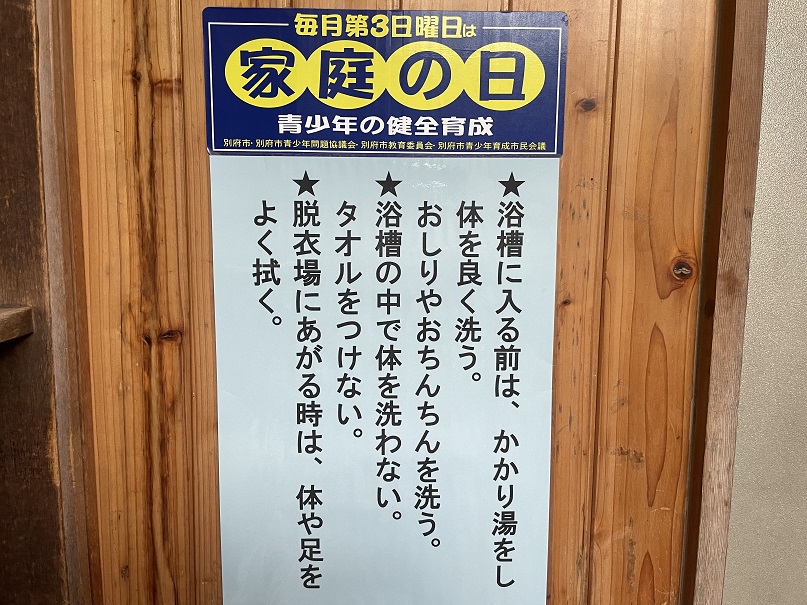 毎月第3日曜日は
家庭の日
青少年の健全育成
別府市・別府市青少年問題協議会・別府市教育委員会・別府市青少年育成市民会議
★浴槽に入る前は、かかり湯をし
体を良く洗う。
おしりやおちんちんを洗う。
★浴槽の中で体を洗わない。
タオルをつけない。
★脱衣場にあがる時は、体や足を
よく拭く。